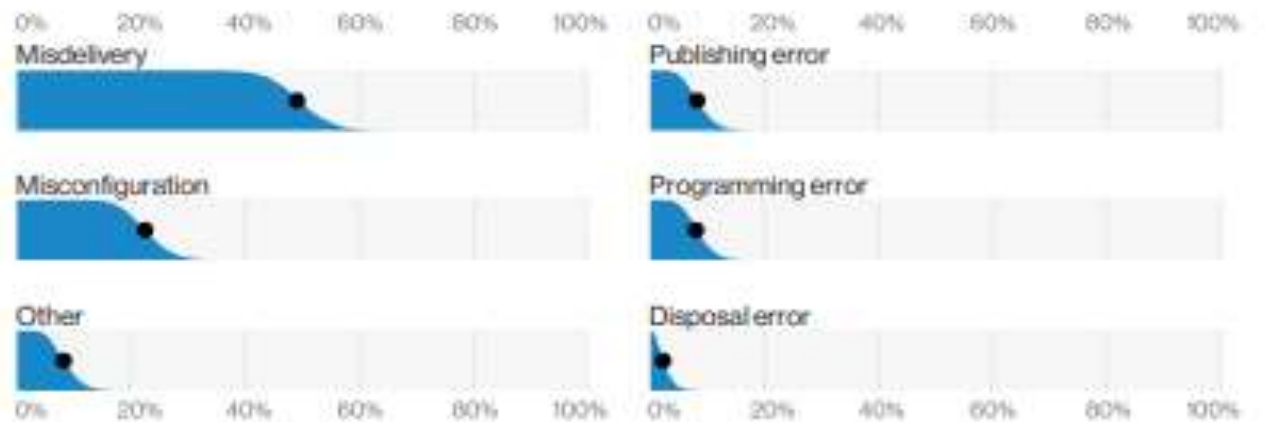 0% 20% 40% 60% 80% 100% 0% 20% 40% 60% 80% 100%
Misdelivery Publishing error
Misconfiguration Programming error
Other Disposal error
0% 20% 40% 60% 80% 100% 0% 20% 40% 60% 80% 100%